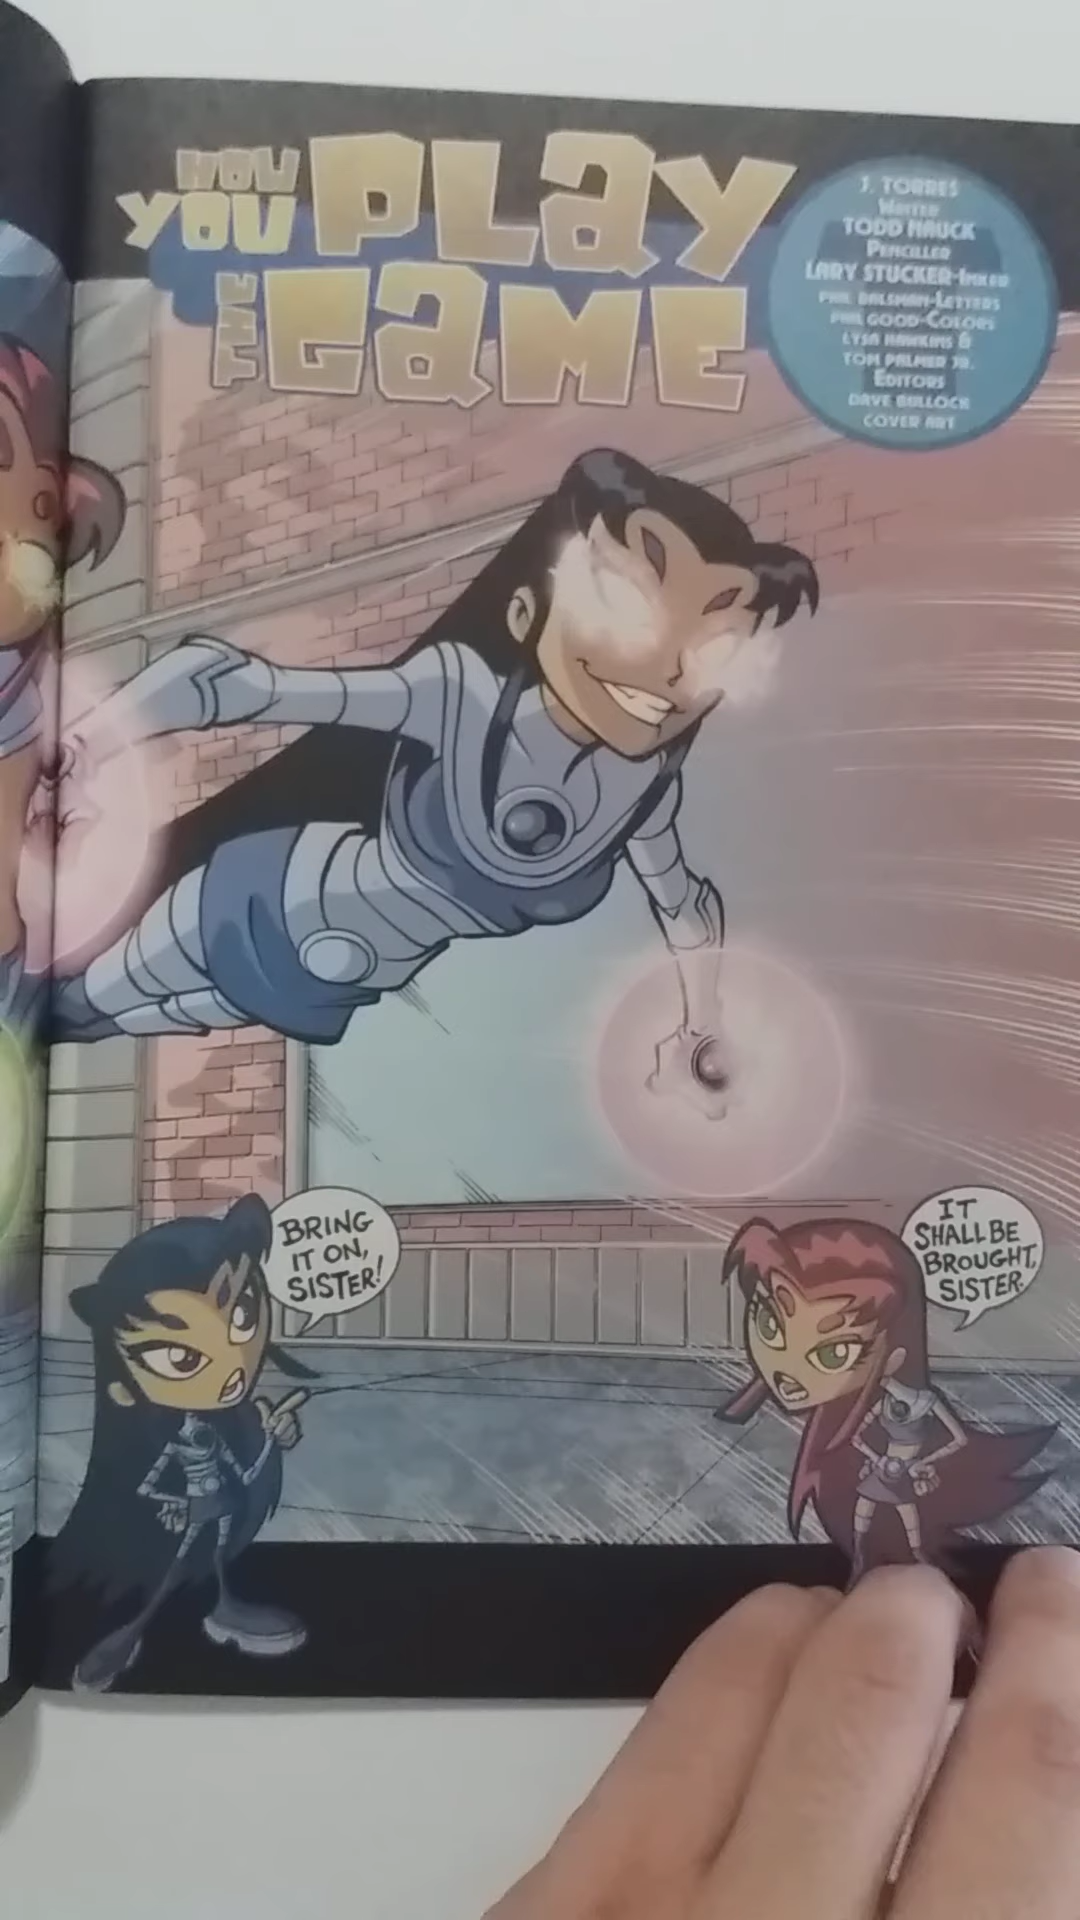 HOW
YOU PLAY
THE GAME
J. TORRES
WRITER
TODD NAUCK
PENCILLER
LARY STUCKER-INKER
PHIL BALSMAN-LETTERS
PHIL GOOD-COLORS
LYSA HAWKINS &
TOM PALMER JR.
EDITORS
DAVE BULLOCK
COVER ART
BRING
IT ON,
SISTER!
IT
SHALL BE
BROUGHT,
SISTER.